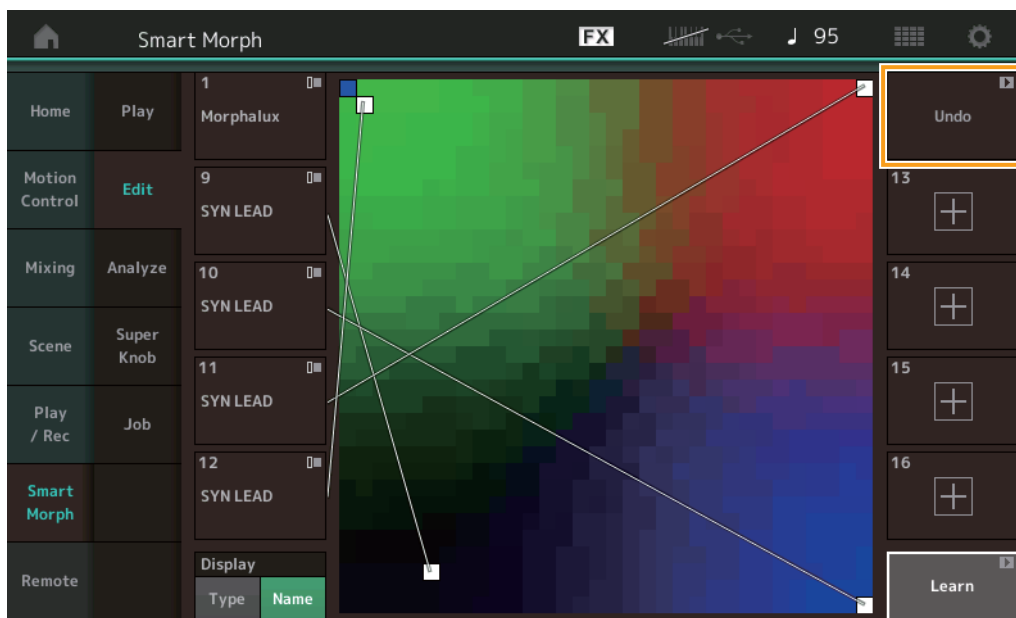 Smart Morph
FX
95
Home
Play
Motion
Control
Edit
Mixing
Analyze
Scene
Super
Knob
Play
/ Rec
Job
Smart
Morph
Remote
1
Morphalux
9
SYN LEAD
10
SYN LEAD
11
SYN LEAD
12
SYN LEAD
Display
Type
Name
Undo
13
14
15
16
Learn